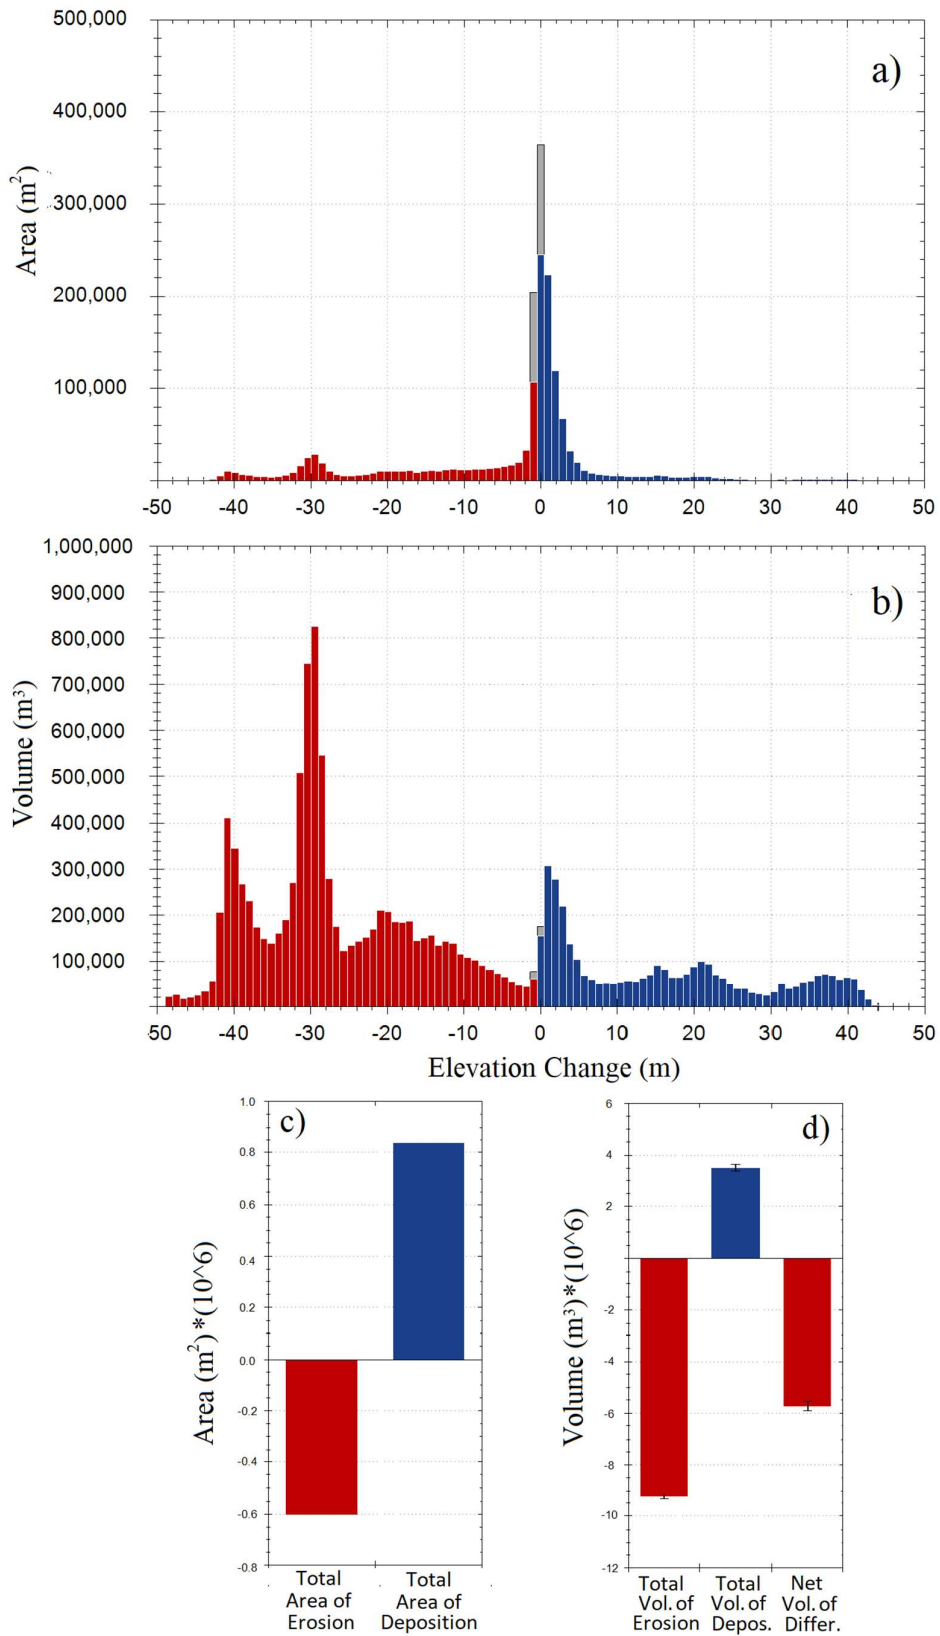 500,000
400,000
300,000
200,000
100,000
Area (m²)
a)
-50 -40 -30 -20 -10 0 10 20 30 40 50
1,000,000
900,000
800,000
700,000
600,000
500,000
400,000
300,000
200,000
100,000
Volume (m³)
b)
-50 -40 -30 -20 -10 0 10 20 30 40 50
Elevation Change (m)
c)
1.0
0.8
0.6
0.4
0.2
0.0
-0.2
-0.4
-0.6
-0.8
Area (m²)*(10^6)
Total
Area of
Erosion
Total
Area of
Deposition
d)
6
4
2
-2
-4
-6
-8
-10
-12
Volume (m³)*(10^6)
Total
Vol. of
Erosion
Total
Vol. of
Depos.
Net
Vol. of
Differ.